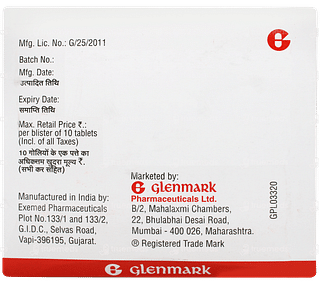 Mfg. Lic. No.: G/25/2011
Batch No.:
Mfg. Date:
उत्पादित तिथि
Expiry Date:
समाप्ति तिथि
Max. Retail Price ₹.:
per blister of 10 tablets
(Incl. of all Taxes)
10 गोलियों के एक पत्ते का
अधिकतम खुदरा मूल्य ₹.
(सभी कर सहित)
Manufactured in India by:
Exemed Pharmaceuticals
Plot No.133/1 and 133/2,
G.I.D.C., Selvas Road,
Vapi-396195, Gujarat.
Marketed by:
glenmark
Pharmaceuticals Ltd.
B/2, Mahalaxmi Chambers,
22, Bhulabhai Desai Road,
Mumbai - 400 026, Maharashtra.
® Registered Trade Mark
GPL03320
glenmark